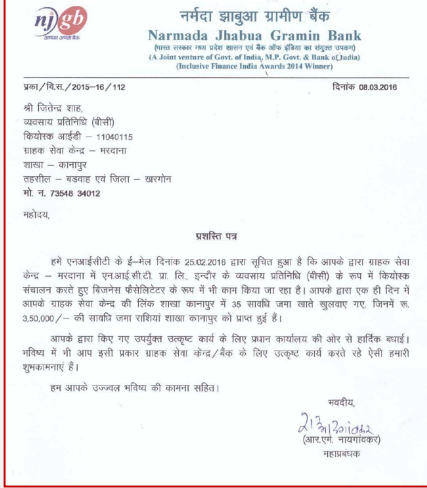 njgb
आपका अपना बैंक
नर्मदा झाबुआ ग्रामीण बैंक
Narmada Jhabua Gramin Bank
(भारत सरकार मध्य प्रदेश शासन एवं बैंक ऑफ इंडिया का संयुक्त उपक्रम)
(A Joint venture of Govt. of India, M.P. Govt. & Bank of India)
(Inclusive Finance India Awards 2014 Winner)
प्रका/वि.स./2015-16/112
दिनांक 08.03.2016
श्री जितेन्द्र शाह,
व्यवसाय प्रतिनिधि (बीसी)
कियोस्क आईडी – 11040115
ग्राहक सेवा केन्द्र – मरदाना
शाखा – कानापुर
तहसील – बडवाह एवं जिला – खरगोन
मो. न. 73548 34012
महोदय,
प्रशस्ति पत्र
हमे एनआईसीटी के ई-मेल दिनांक 25.02.2016 द्वारा सूचित हुआ है कि आपके द्वारा ग्राहक सेवा
केन्द्र – मरदाना में एन.आई.सी.टी. प्रा. लि., इन्दौर के व्यवसाय प्रतिनिधि (बीसी) के रूप में कियोस्क
संचालन करते हुए बिजनेस फैसेलिटेटर के रूप में भी काम किया जा रहा है। आपके द्वारा एक ही दिन में
आपके ग्राहक सेवा केन्द्र की लिंक शाखा कानापुर में 35 सावधि जमा खाते खुलवाए गए, जिनमें रू.
3,50,000/– की सावधि जमा राशियां शाखा कानापुर को प्राप्त हुई हैं।
आपके द्वारा किए गए उपर्युक्त उत्कृष्ट कार्य के लिए प्रधान कार्यालय की ओर से हार्दिक बधाई।
भविष्य में भी आप इसी प्रकार ग्राहक सेवा केन्द्र/बैंक के लिए उत्कृष्ट कार्य करते रहे ऐसी हमारी
शुभकामनाएं हैं।
हम आपके उज्ज्वल भविष्य की कामना सहित।
भवदीय,
(आर.एम. नायगांवकर)
महाप्रबंधक